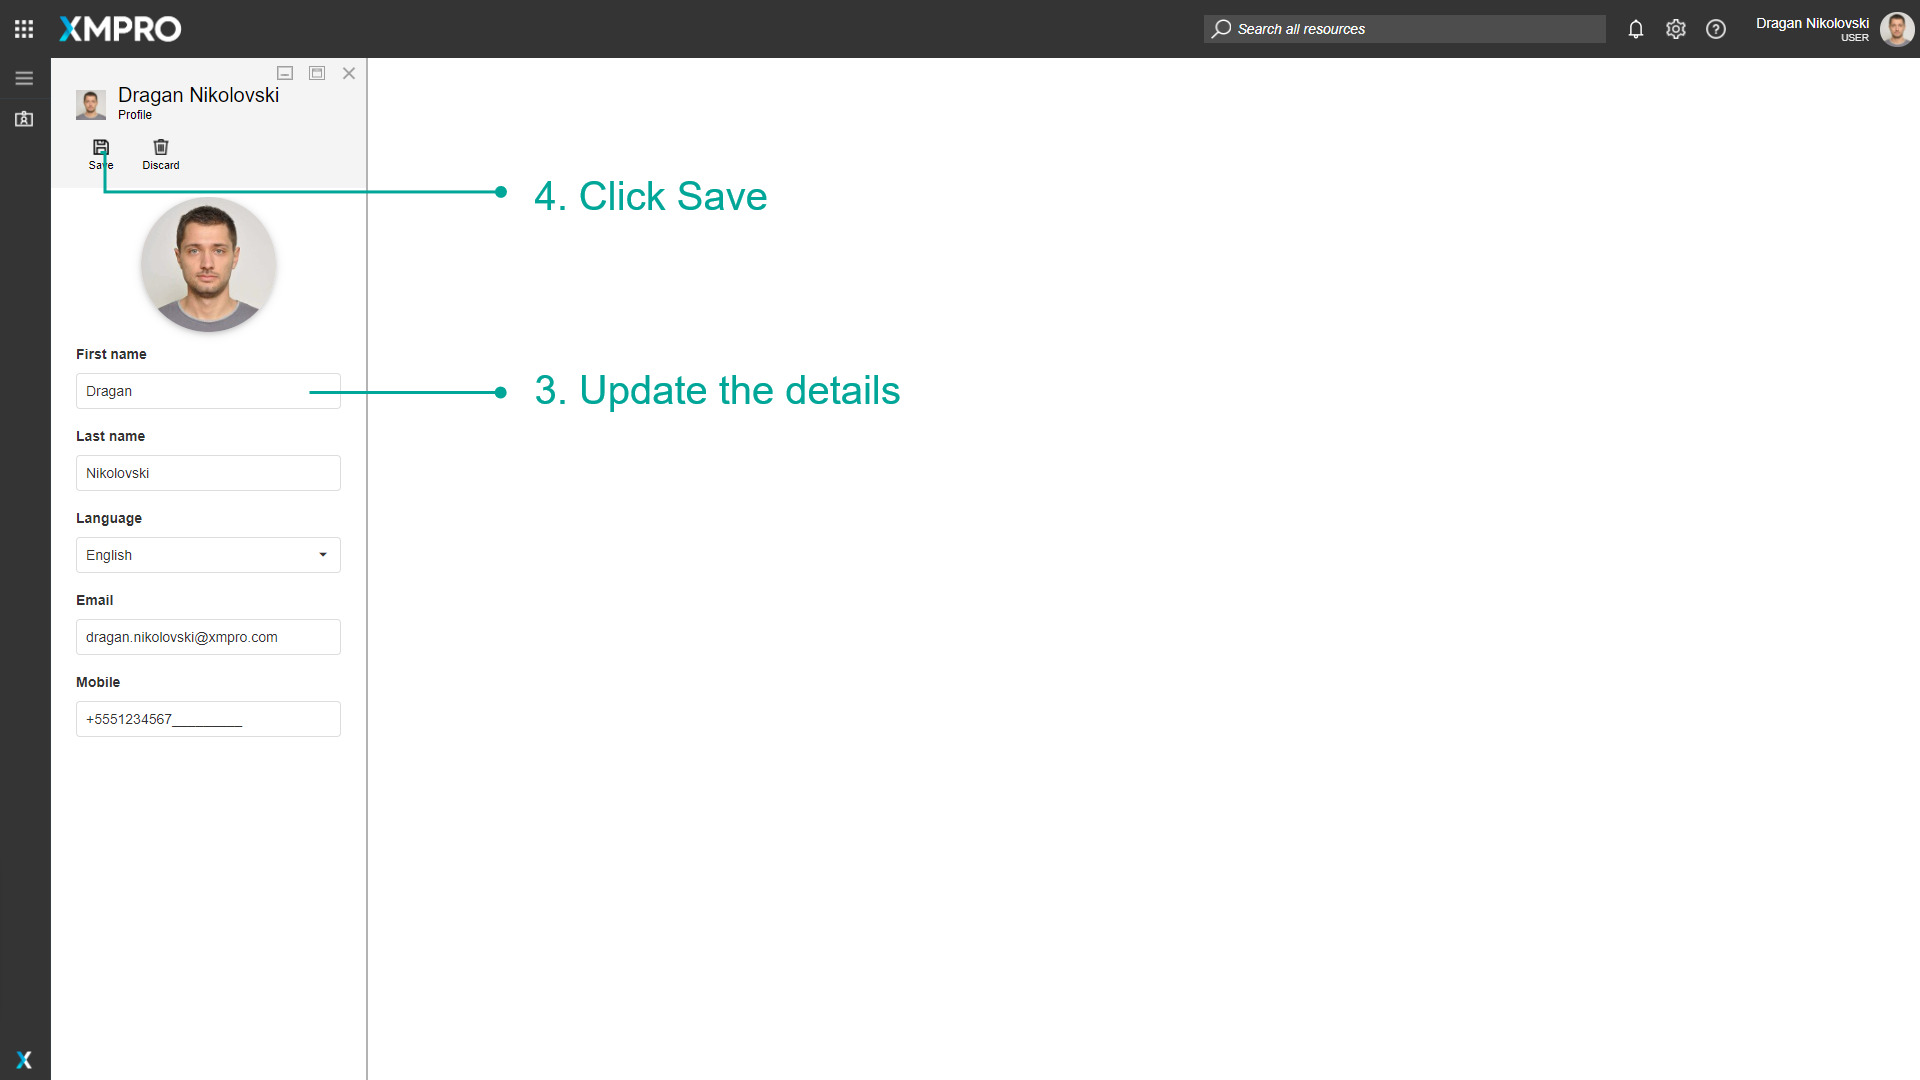 XMPRO
Search all resources
Dragan Nikolovski
USER
Dragan Nikolovski
Profile
Save
Discard
4. Click Save
First name
Dragan
3. Update the details
Last name
Nikolovski
Language
English
Email
dragan.nikolovski@xmpro.com
Mobile
+5551234567_________
X